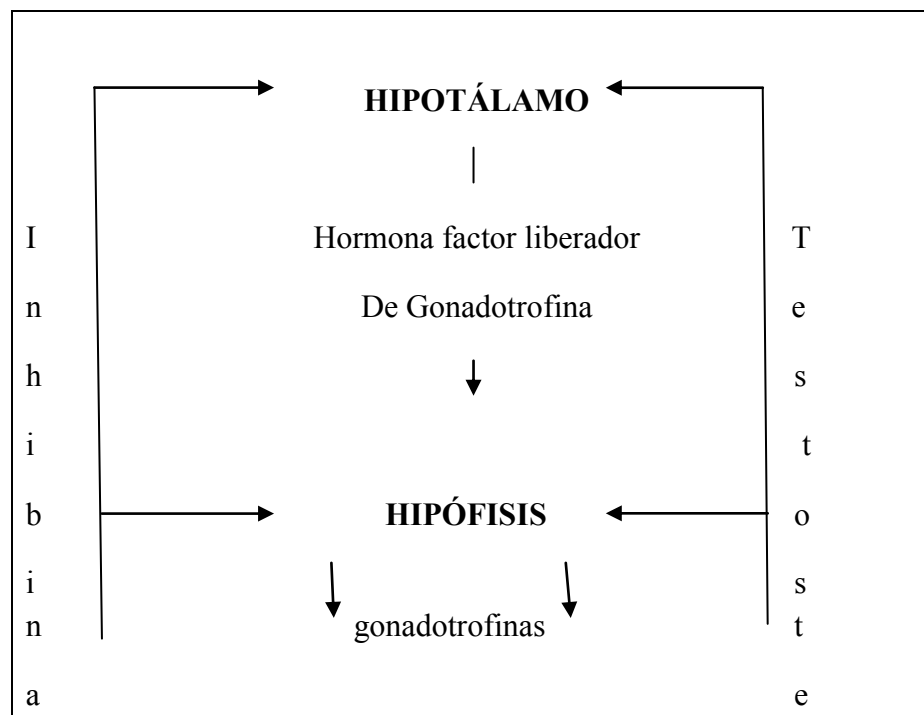 HIPOTÁLAMO
I Hormona factor liberador T
n De Gonadotrofina e
h s
i t
b HIPÓFISIS o
i s
n gonadotrofinas t
a e